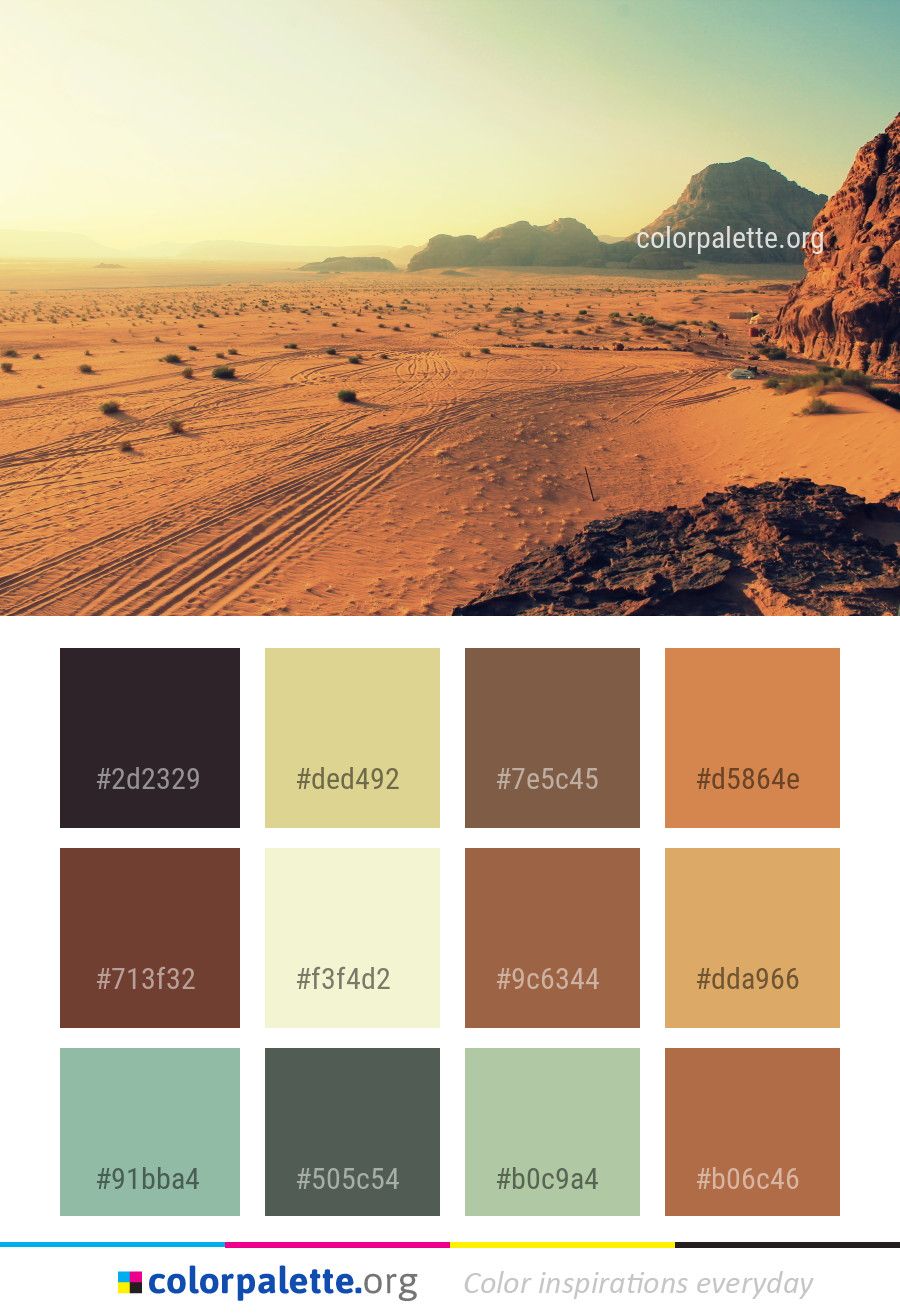 colorpalette.org
#2d2329 #ded492 #7e5c45 #d5864e
#713f32 #f3f4d2 #9c6344 #dda966
#91bba4 #505c54 #b0c9a4 #b06c46
colorpalette.org Color inspirations everyday